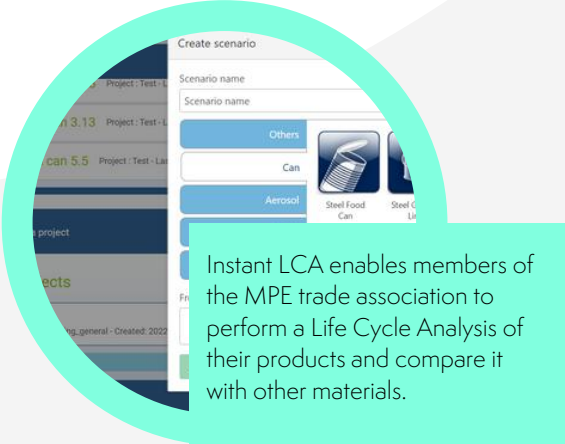 Create scenario
Scenario name
Project : Test - L
Scenario name
3.13 Project : Test - L
Others
can 5.5 Project : Test - Las
Can
Aerosol
Steel Food
Can
Steel
a project
ects
ng_general - Created: 2022
Instant LCA enables members of
the MPE trade association to
perform a Life Cycle Analysis of
their products and compare it
with other materials.